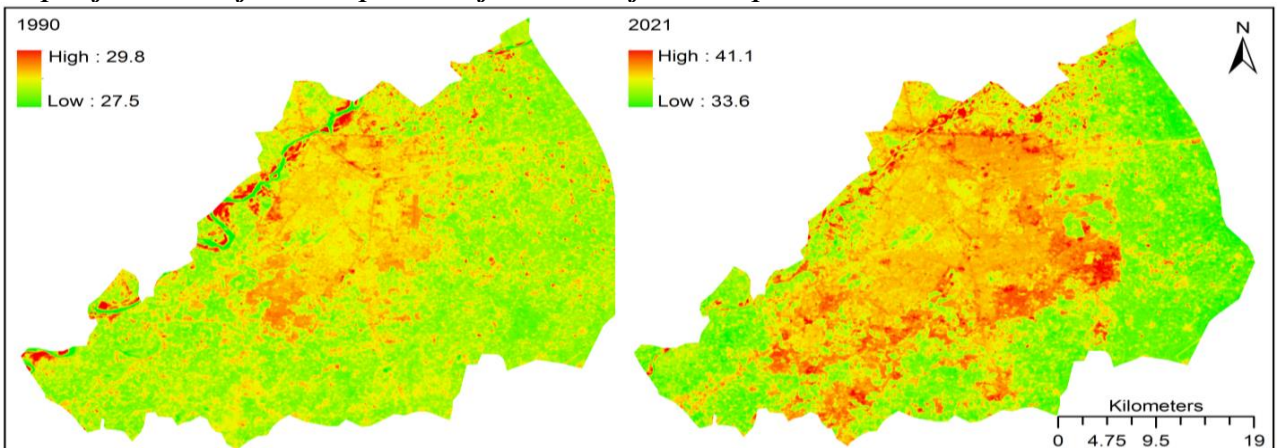 1990
High : 29.8
Low : 27.5
2021
High : 41.1
Low : 33.6
N
Kilometers
0 4.75 9.5 19